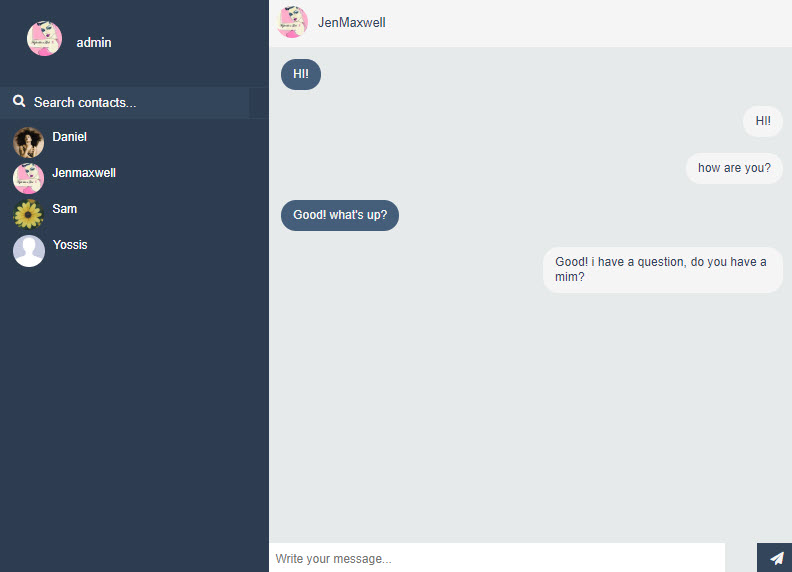 admin
Search contacts...
Daniel
Jenmaxwell
Sam
Yossis
JenMaxwell
HI!
HI!
how are you?
Good! what's up?
Good! i have a question, do you have a
mim?
Write your message...